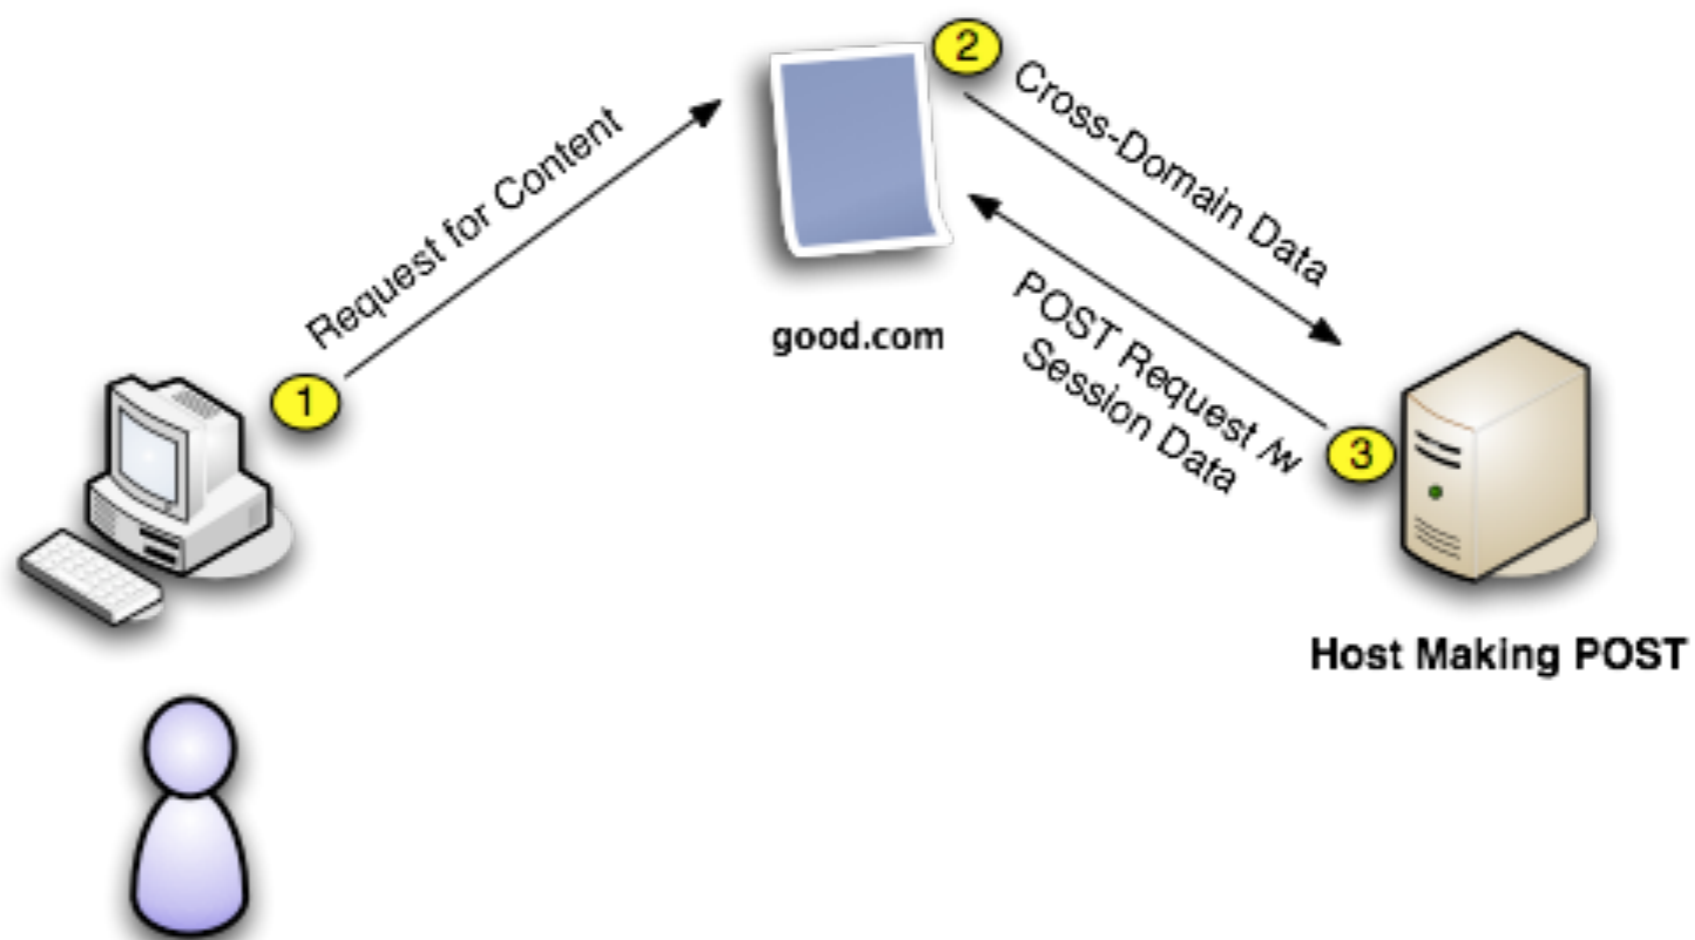 1
Request for Content
good.com
2
Cross-Domain Data
POST Request /w
Session Data
3
Host Making POST